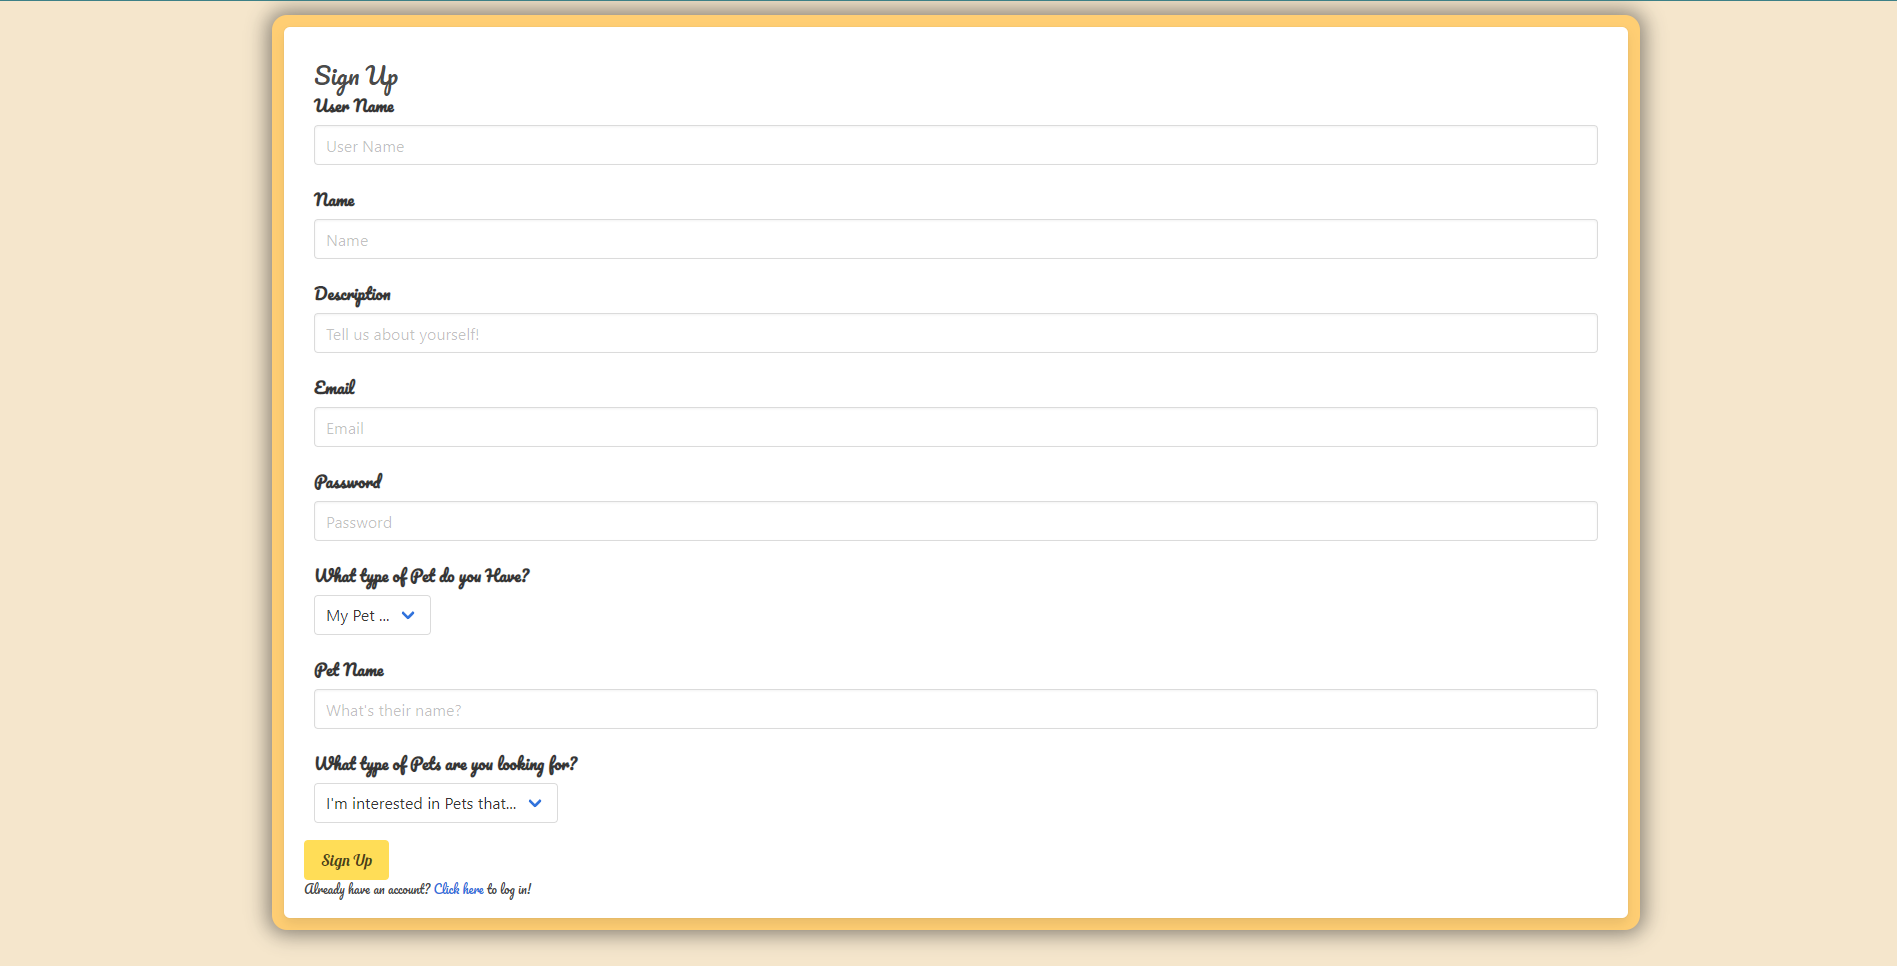 Sign Up
User Name
User Name
Name
Name
Description
Tell us about yourself!
Email
Email
Password
Password
What type of Pet do you Have?
My Pet ...
Pet Name
What's their name?
What type of Pets are you looking for?
I'm interested in Pets that...
Sign Up
Already have an account? Click here to log in!